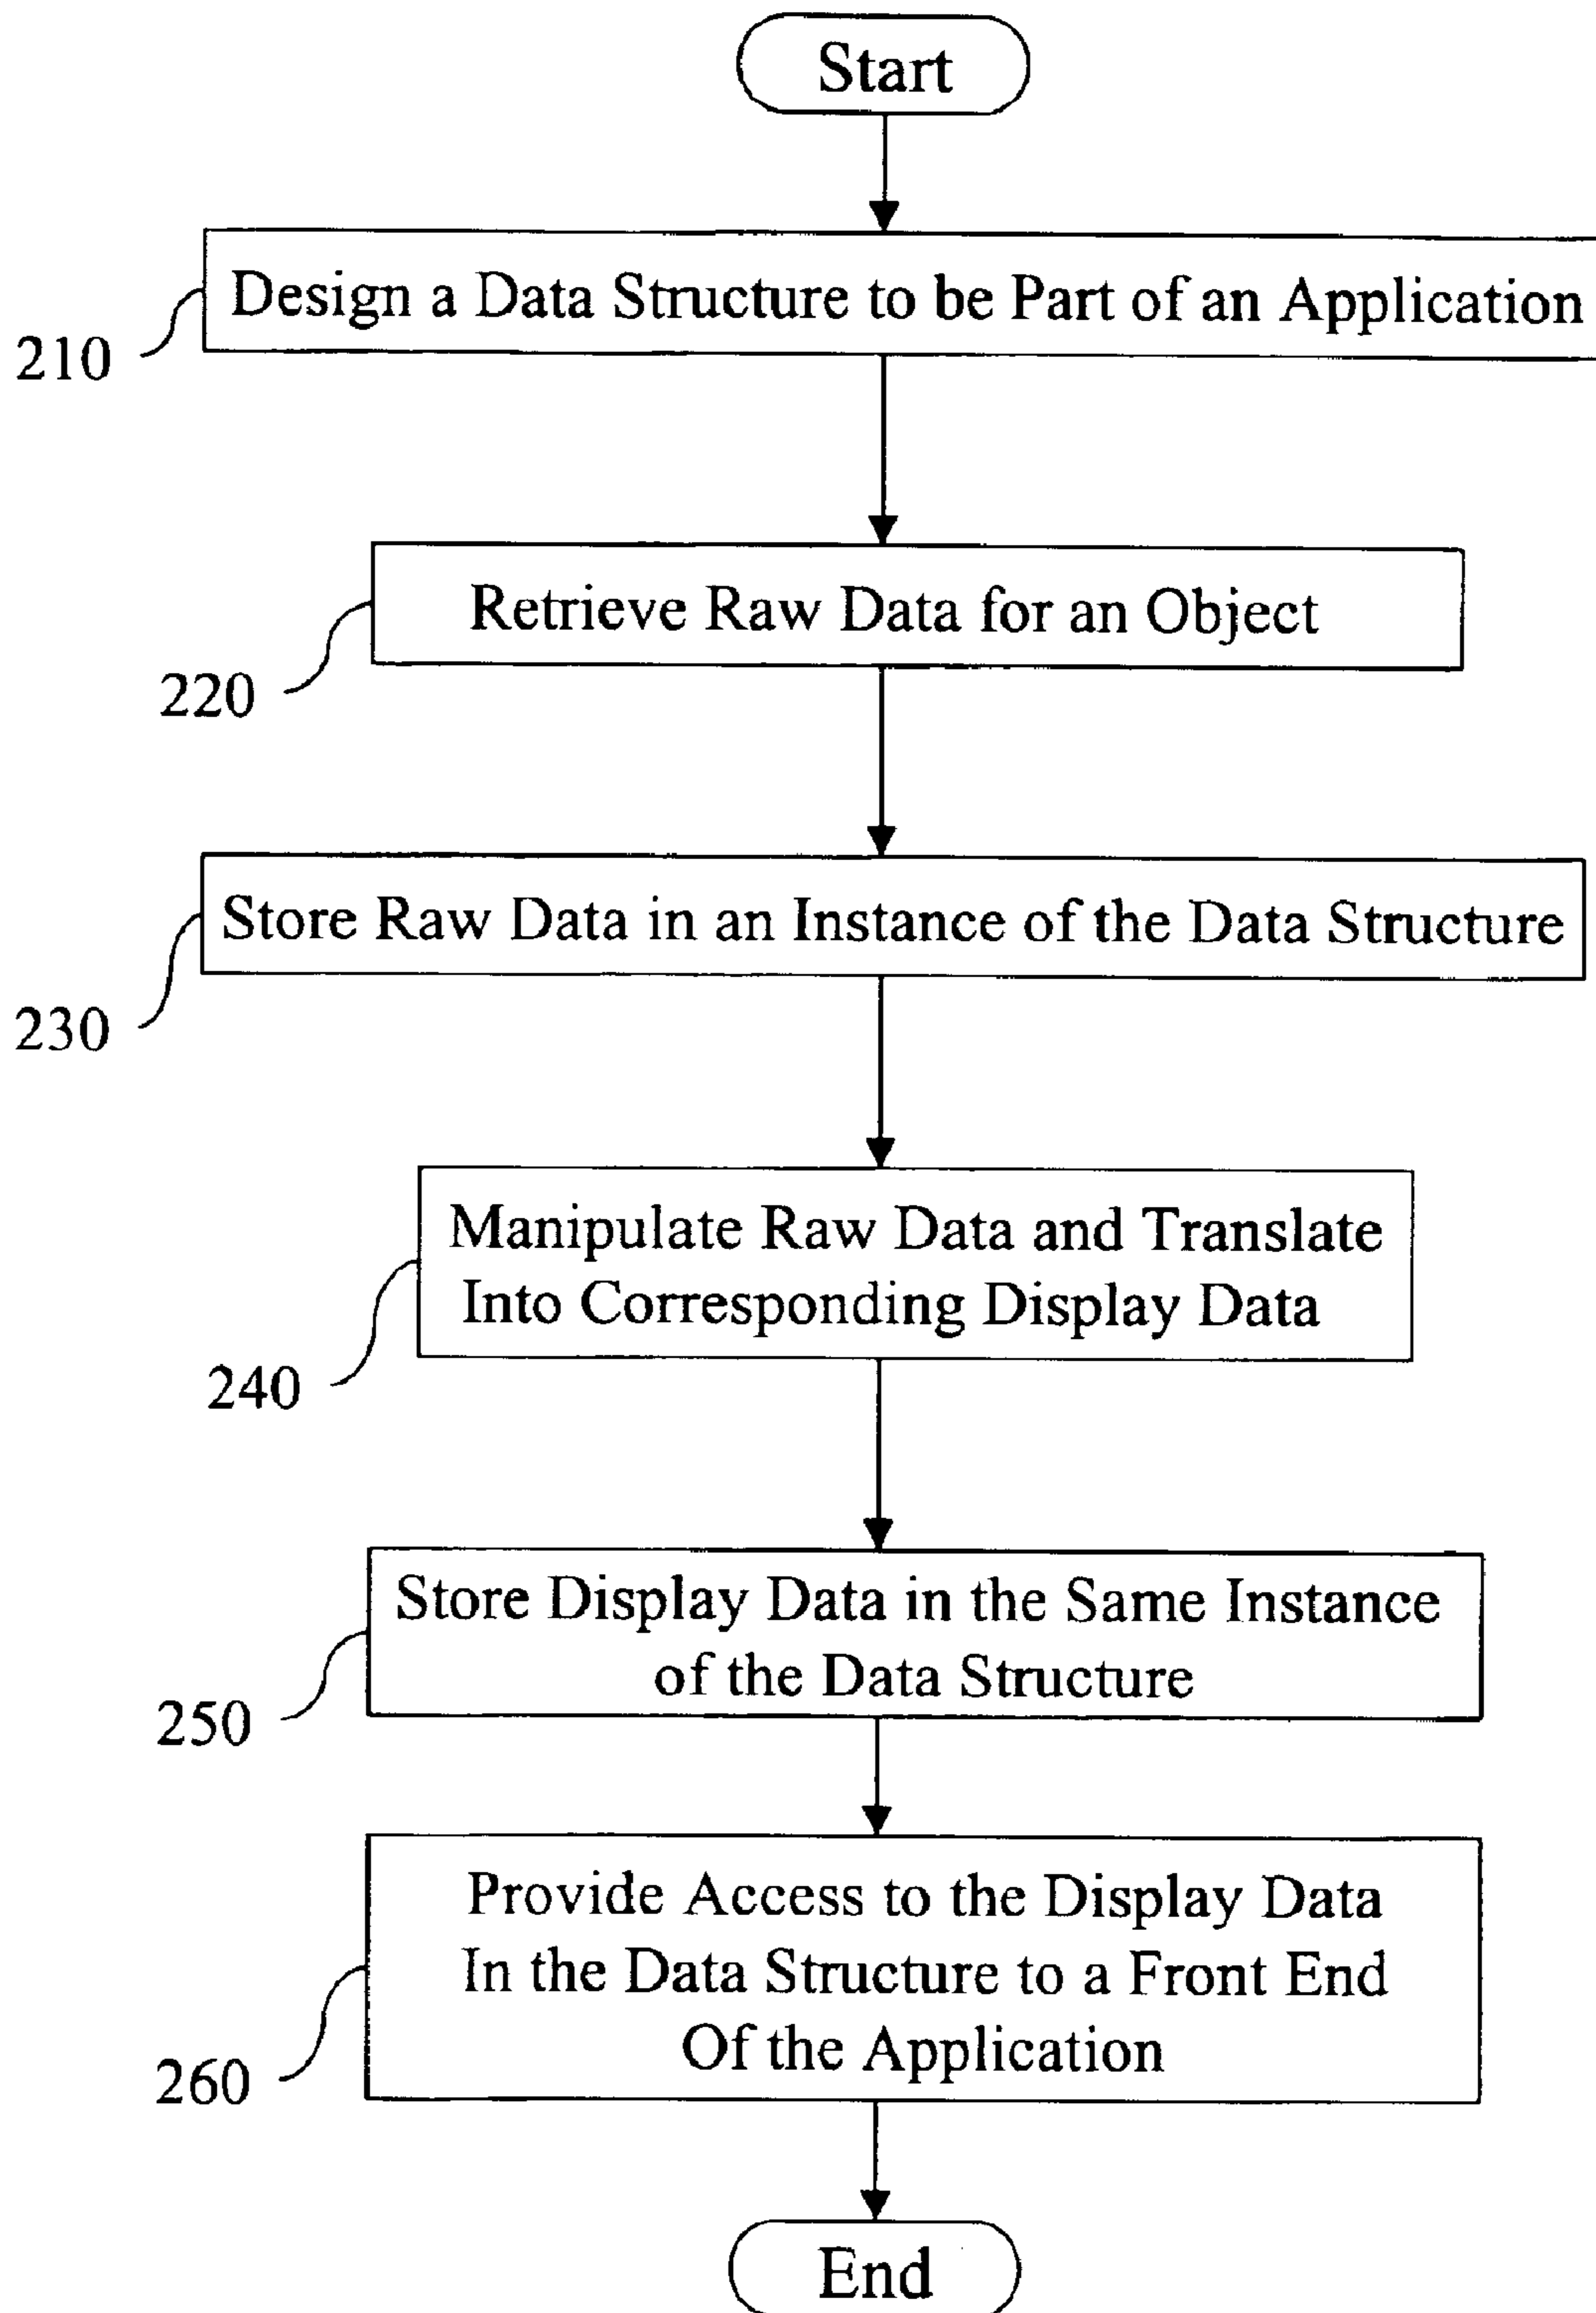 Start
Design a Data Structure to be Part of an Application
210
Retrieve Raw Data for an Object
220
Store Raw Data in an Instance of the Data Structure
230
Manipulate Raw Data and Translate
Into Corresponding Display Data
240
Store Display Data in the Same Instance
of the Data Structure
250
Provide Access to the Display Data
In the Data Structure to a Front End
Of the Application
260
End